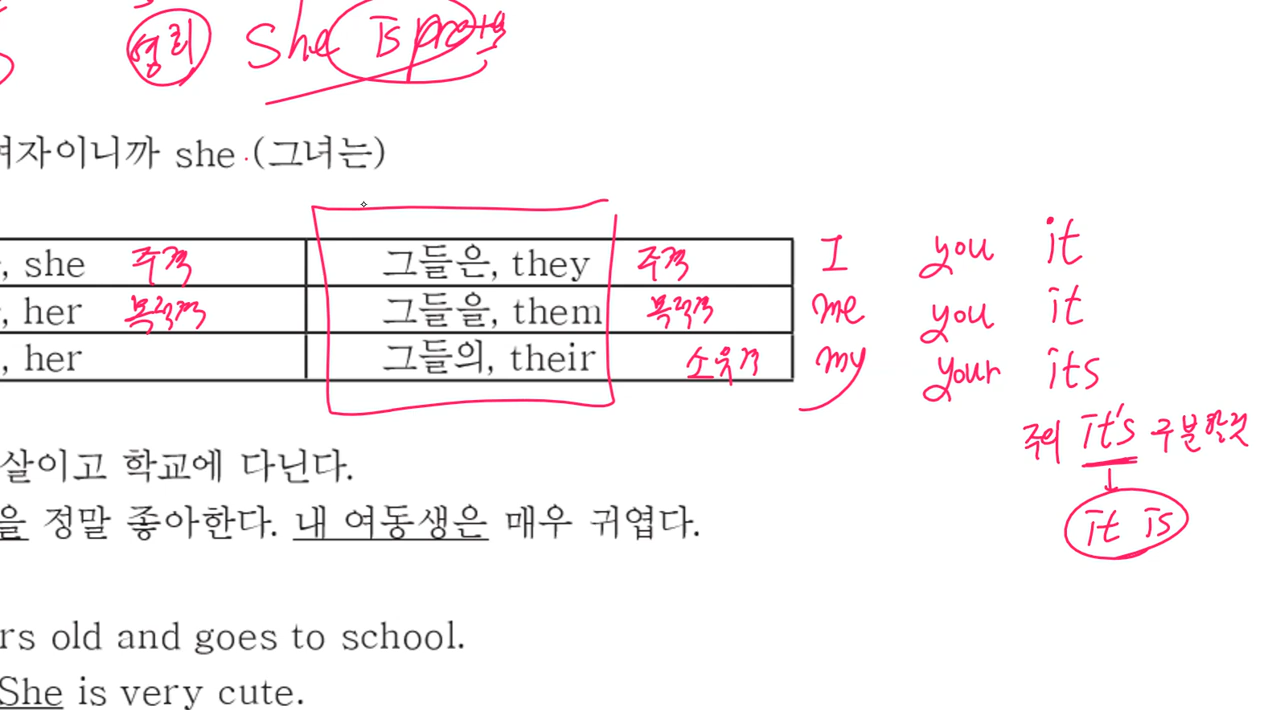 정리 She is pretty
여자이니까 she (그녀는)
, she 주격 그들은, they 주격 I you it
, her 목적격 그들을, them 목적격 me you it
, her 그들의, their 소유격 my your its
주의 it's 구분할것
살이고 학교에 다닌다.
it is
을 정말 좋아한다. 내 여동생은 매우 귀엽다.
rs old and goes to school.
She is very cute.